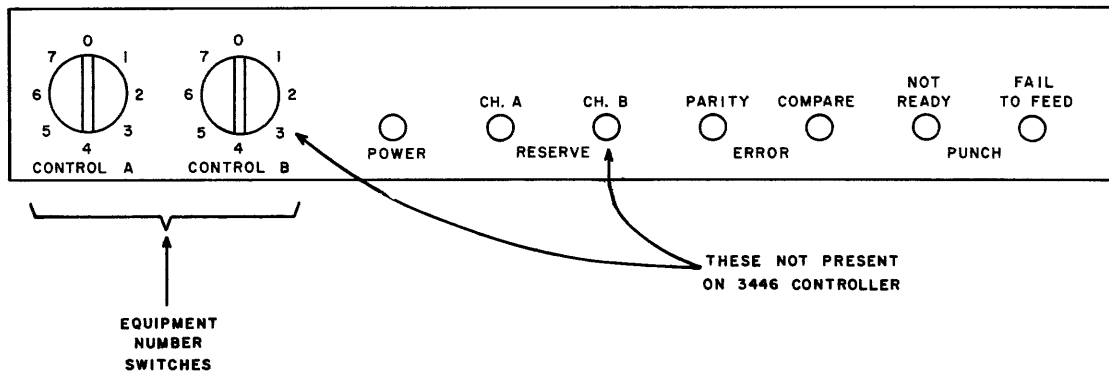 0 0
7 1 7 1
6 2 6 2
5 3 5 3
4 4
CONTROL A CONTROL B
POWER
CH. A CH. B
RESERVE
PARITY COMPARE
ERROR
NOT
READY
FAIL
TO FEED
PUNCH
THESE NOT PRESENT
ON 3446 CONTROLLER
EQUIPMENT
NUMBER
SWITCHES